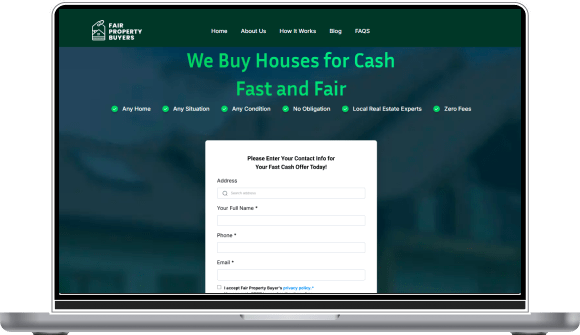 FAIR
PROPERTY
BUYERS
Home About Us How It Works Blog FAQS
We Buy Houses for Cash
Fast and Fair
Any Home Any Situation Any Condition No Obligation Local Real Estate Experts Zero Fees
Please Enter Your Contact Info for
Your Fast Cash Offer Today!
Address
Search address
Your Full Name *
Phone *
Email *
I accept Fair Property Buyer's privacy policy *